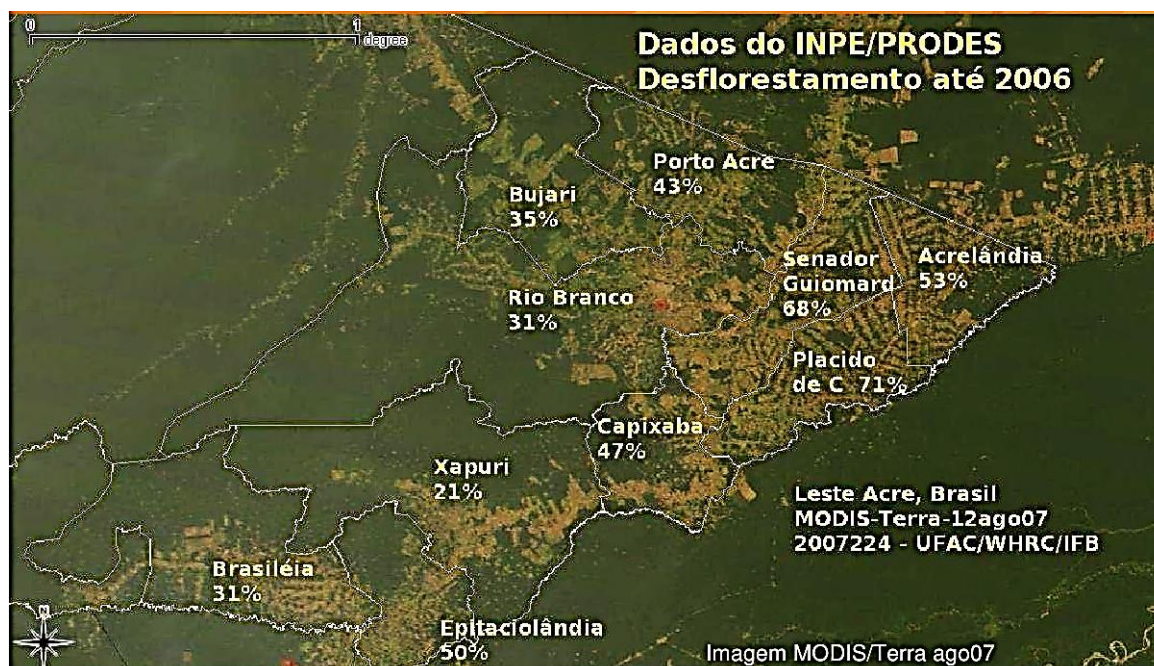 0 1
degree
Dados do INPE/PRODES
Desflorestamento até 2006
Porto Acre
43%
Bujari
35%
Senador
Guiomard
68%
Acrelândia
53%
Rio Branco
31%
Placido
de C 71%
Capixaba
47%
Xapuri
21%
Leste Acre, Brasil
MODIS-Terra-12ago07
2007224 - UFAC/WHRC/IFB
Brasiléia
31%
N
Epitaciolândia
50%
Imagem MODIS/Terra ago07